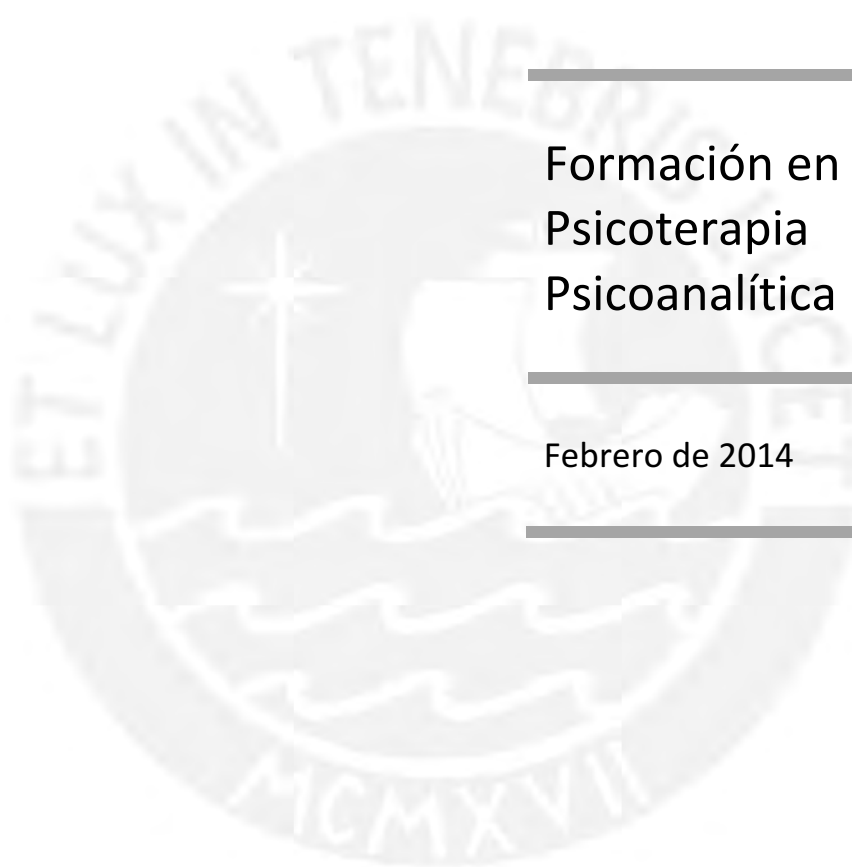 ET LUX IN TENEBRIS LUCET
Formación en
Psicoterapia
Psicoanalítica
Febrero de 2014
MCMXVII